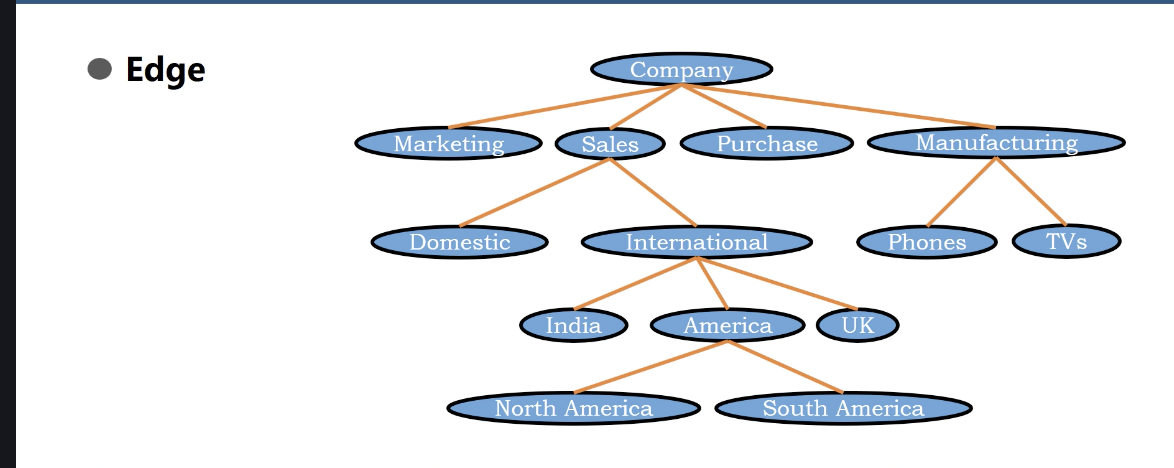 Edge
Company
Marketing Sales Purchase Manufacturing
Domestic International Phones TVs
India America UK
North America South America